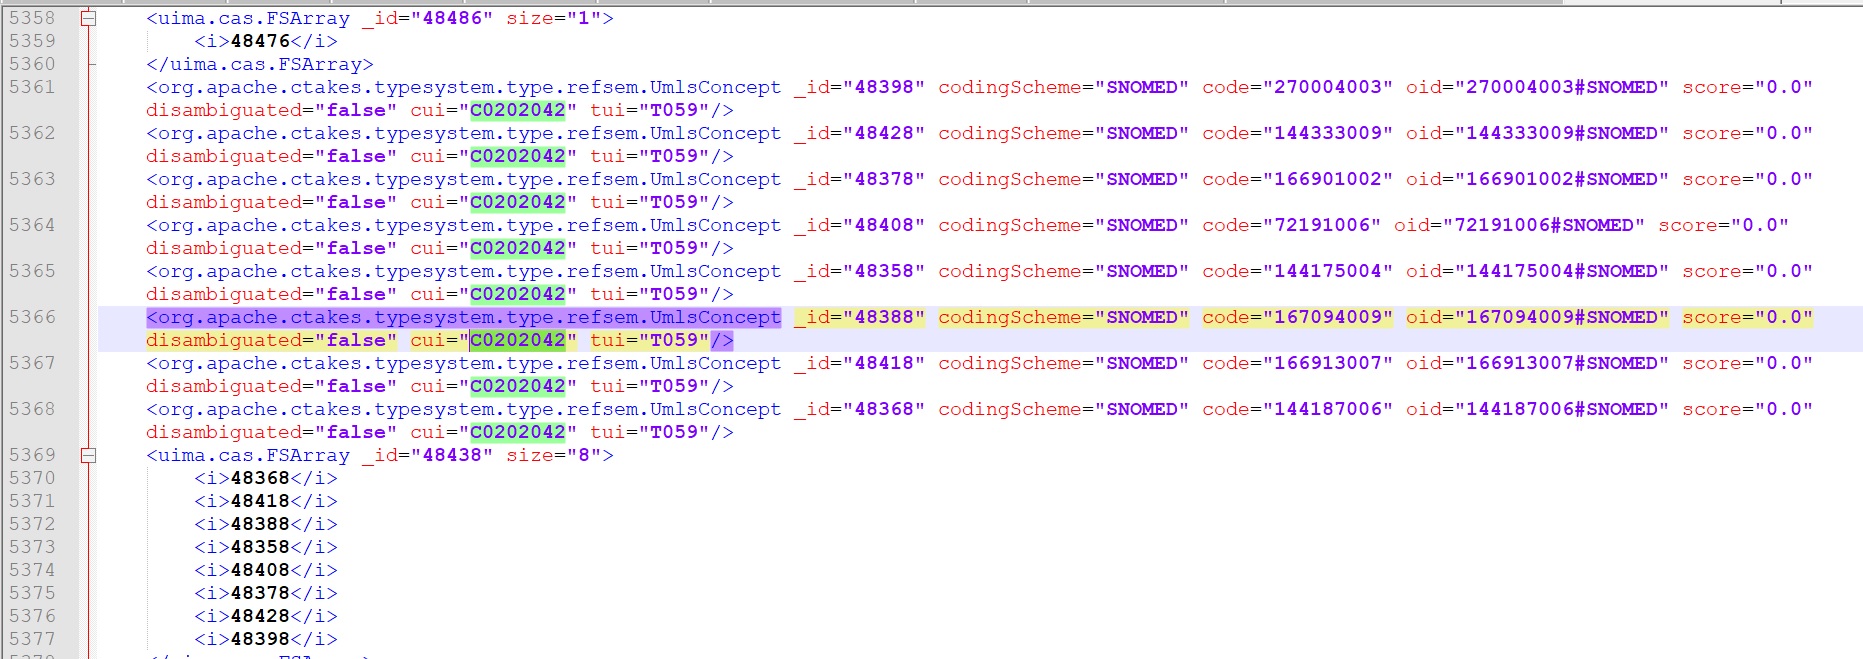 5358 <uima.cas.FSArray _id="48486" size="1">
5359 <i>48476</i>
5360 </uima.cas.FSArray>
5361 <org.apache.ctakes.typesystem.type.refsem.UmlsConcept _id="48398" codingScheme="SNOMED" code="270004003" oid="270004003#SNOMED" score="0.0"
disambiguated="false" cui="C0202042" tui="T059"/>
5362 <org.apache.ctakes.typesystem.type.refsem.UmlsConcept _id="48428" codingScheme="SNOMED" code="144333009" oid="144333009#SNOMED" score="0.0"
disambiguated="false" cui="C0202042" tui="T059"/>
5363 <org.apache.ctakes.typesystem.type.refsem.UmlsConcept _id="48378" codingScheme="SNOMED" code="166901002" oid="166901002#SNOMED" score="0.0"
disambiguated="false" cui="C0202042" tui="T059"/>
5364 <org.apache.ctakes.typesystem.type.refsem.UmlsConcept _id="48408" codingScheme="SNOMED" code="72191006" oid="72191006#SNOMED" score="0.0"
disambiguated="false" cui="C0202042" tui="T059"/>
5365 <org.apache.ctakes.typesystem.type.refsem.UmlsConcept _id="48358" codingScheme="SNOMED" code="144175004" oid="144175004#SNOMED" score="0.0"
disambiguated="false" cui="C0202042" tui="T059"/>
5366 <org.apache.ctakes.typesystem.type.refsem.UmlsConcept _id="48388" codingScheme="SNOMED" code="167094009" oid="167094009#SNOMED" score="0.0"
disambiguated="false" cui="C0202042" tui="T059"/>
5367 <org.apache.ctakes.typesystem.type.refsem.UmlsConcept _id="48418" codingScheme="SNOMED" code="166913007" oid="166913007#SNOMED" score="0.0"
disambiguated="false" cui="C0202042" tui="T059"/>
5368 <org.apache.ctakes.typesystem.type.refsem.UmlsConcept _id="48368" codingScheme="SNOMED" code="144187006" oid="144187006#SNOMED" score="0.0"
disambiguated="false" cui="C0202042" tui="T059"/>
5369 <uima.cas.FSArray _id="48438" size="8">
5370 <i>48368</i>
5371 <i>48418</i>
5372 <i>48388</i>
5373 <i>48358</i>
5374 <i>48408</i>
5375 <i>48378</i>
5376 <i>48428</i>
5377 <i>48398</i>